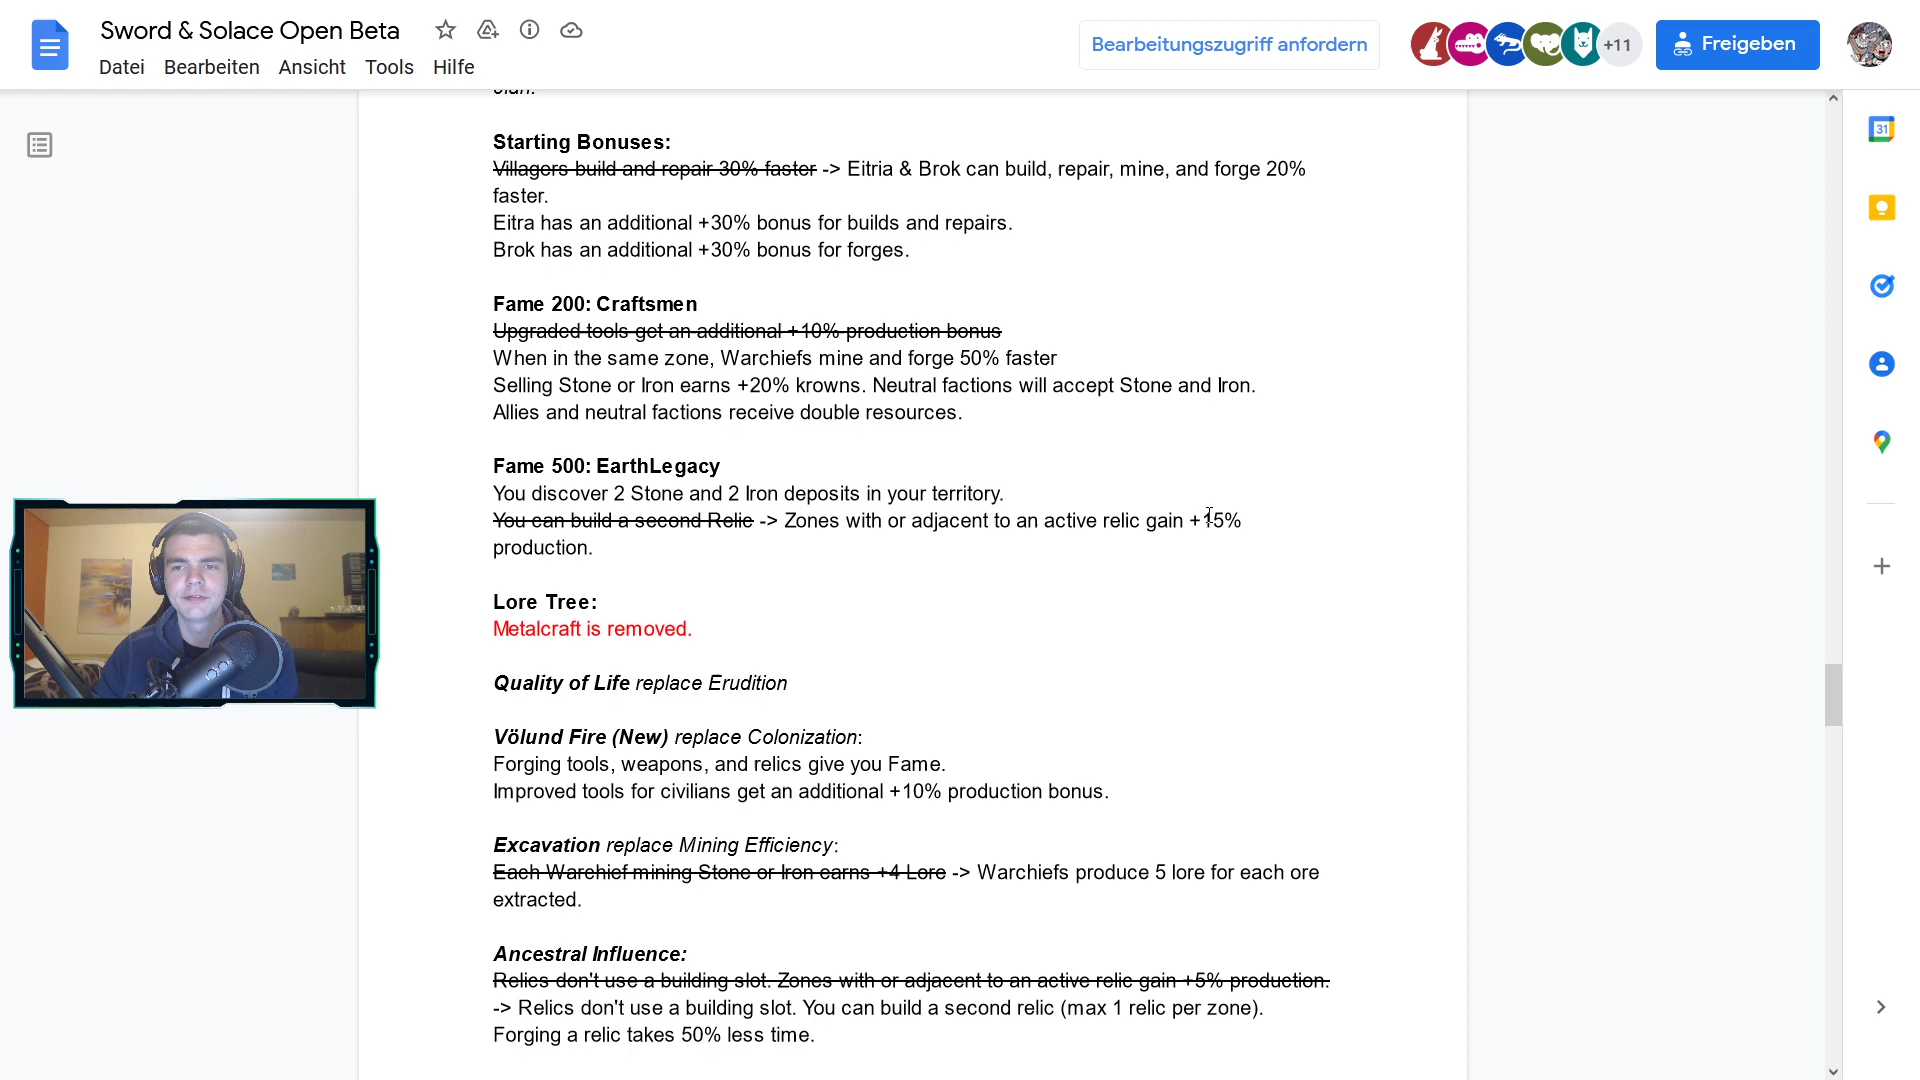 Sword & Solace Open Beta
Datei Bearbeiten Ansicht Tools Hilfe
Bearbeitungszugriff anfordern
+11
Freigeben
31
clan.
Starting Bonuses:
Villagers build and repair 30% faster -> Eitria & Brok can build, repair, mine, and forge 20%
faster.
Eitra has an additional +30% bonus for builds and repairs.
Brok has an additional +30% bonus for forges.
Fame 200: Craftsmen
Upgraded tools get an additional +10% production bonus
When in the same zone, Warchiefs mine and forge 50% faster
Selling Stone or Iron earns +20% krowns. Neutral factions will accept Stone and Iron.
Allies and neutral factions receive double resources.
Fame 500: EarthLegacy
You discover 2 Stone and 2 Iron deposits in your territory.
You can build a second Relic -> Zones with or adjacent to an active relic gain +15%
production.
Lore Tree:
Metalcraft is removed.
Quality of Life replace Erudition
Völund Fire (New) replace Colonization:
Forging tools, weapons, and relics give you Fame.
Improved tools for civilians get an additional +10% production bonus.
Excavation replace Mining Efficiency:
Each Warchief mining Stone or Iron earns +4 Lore -> Warchiefs produce 5 lore for each ore
extracted.
Ancestral Influence:
Relics don't use a building slot. Zones with or adjacent to an active relic gain +5% production.
-> Relics don't use a building slot. You can build a second relic (max 1 relic per zone).
Forging a relic takes 50% less time.